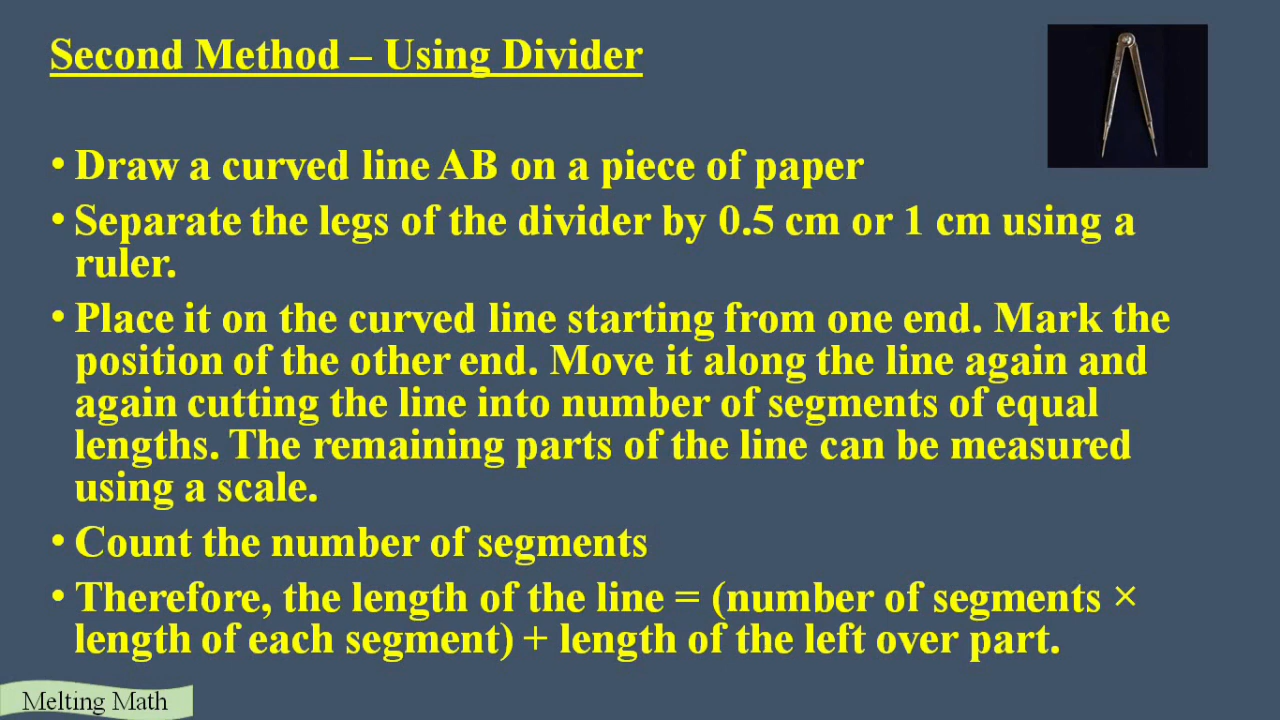 Second Method – Using Divider
• Draw a curved line AB on a piece of paper
• Separate the legs of the divider by 0.5 cm or 1 cm using a
ruler.
• Place it on the curved line starting from one end. Mark the
position of the other end. Move it along the line again and
again cutting the line into number of segments of equal
lengths. The remaining parts of the line can be measured
using a scale.
• Count the number of segments
• Therefore, the length of the line = (number of segments ×
length of each segment) + length of the left over part.
Melting Math